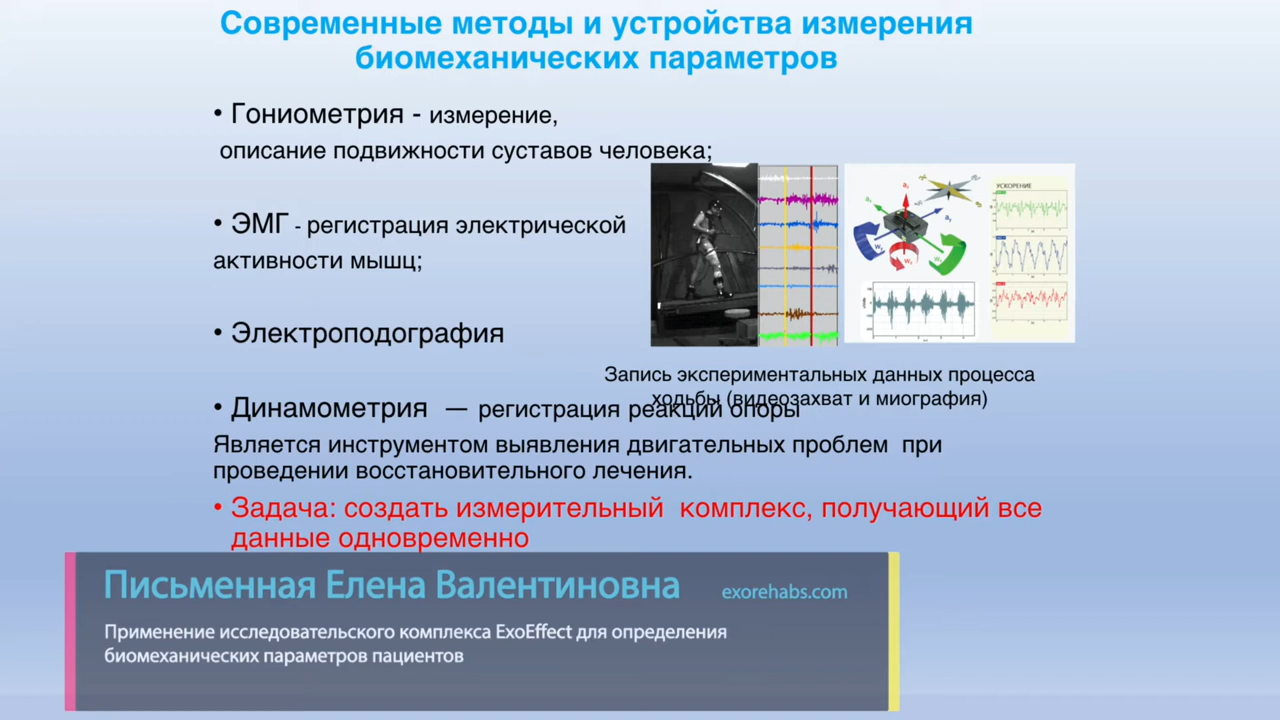 Современные методы и устройства измерения
биомеханических параметров
• Гониометрия - измерение,
описание подвижности суставов человека;
• ЭМГ - регистрация электрической
активности мышц;
• Электроподография
УСКОРЕНИЕ
Запись экспериментальных данных процесса
ходьбы (видеозахват и миография)
• Динамометрия — регистрация реакций опоры
Является инструментом выявления двигательных проблем при
проведении восстановительного лечения.
• Задача: создать измерительный комплекс, получающий все
данные одновременно
Письменная Елена Валентиновна exorehabs.com
Применение исследовательского комплекса ExoEffect для определения
биомеханических параметров пациентов